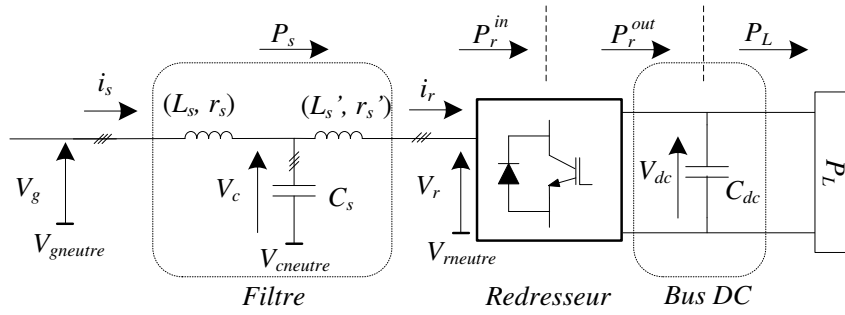 P_s
P_r^in
P_r^out
P_L
i_s
(L_s, r_s)
(L_s', r_s')
i_r
V_g
V_c
C_s
V_r
V_dc
C_dc
P_L
V_gneutre
V_cneutre
V_rneutre
Filtre
Redresseur
Bus DC